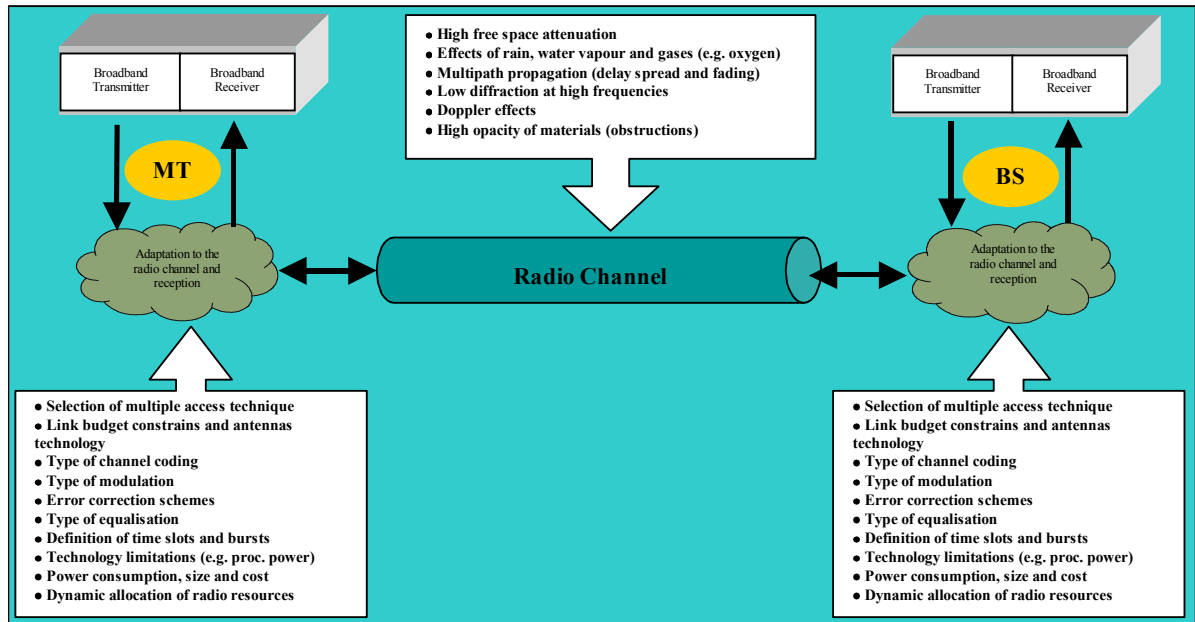 Broadband
Transmitter
Broadband
Receiver
MT
Adaptation to the
radio channel and
reception
● High free space attenuation
● Effects of rain, water vapour and gases (e.g. oxygen)
● Multipath propagation (delay spread and fading)
● Low diffraction at high frequencies
● Doppler effects
● High opacity of materials (obstructions)
Radio Channel
Broadband
Transmitter
Broadband
Receiver
BS
Adaptation to the
radio channel and
reception
● Selection of multiple access technique
● Link budget constrains and antennas
technology
● Type of channel coding
● Type of modulation
● Error correction schemes
● Type of equalisation
● Definition of time slots and bursts
● Technology limitations (e.g. proc. power)
● Power consumption, size and cost
● Dynamic allocation of radio resources
● Selection of multiple access technique
● Link budget constrains and antennas
technology
● Type of channel coding
● Type of modulation
● Error correction schemes
● Type of equalisation
● Definition of time slots and bursts
● Technology limitations (e.g. proc. power)
● Power consumption, size and cost
● Dynamic allocation of radio resources